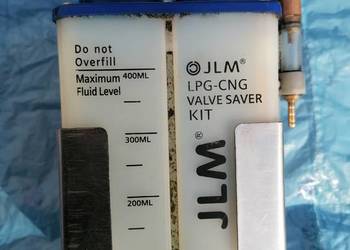 Do not
Overfill
Maximum 400ML
Fluid Level
300ML
200ML
JLM®
LPG-CNG
VALVE SAVER
KIT
JLM®